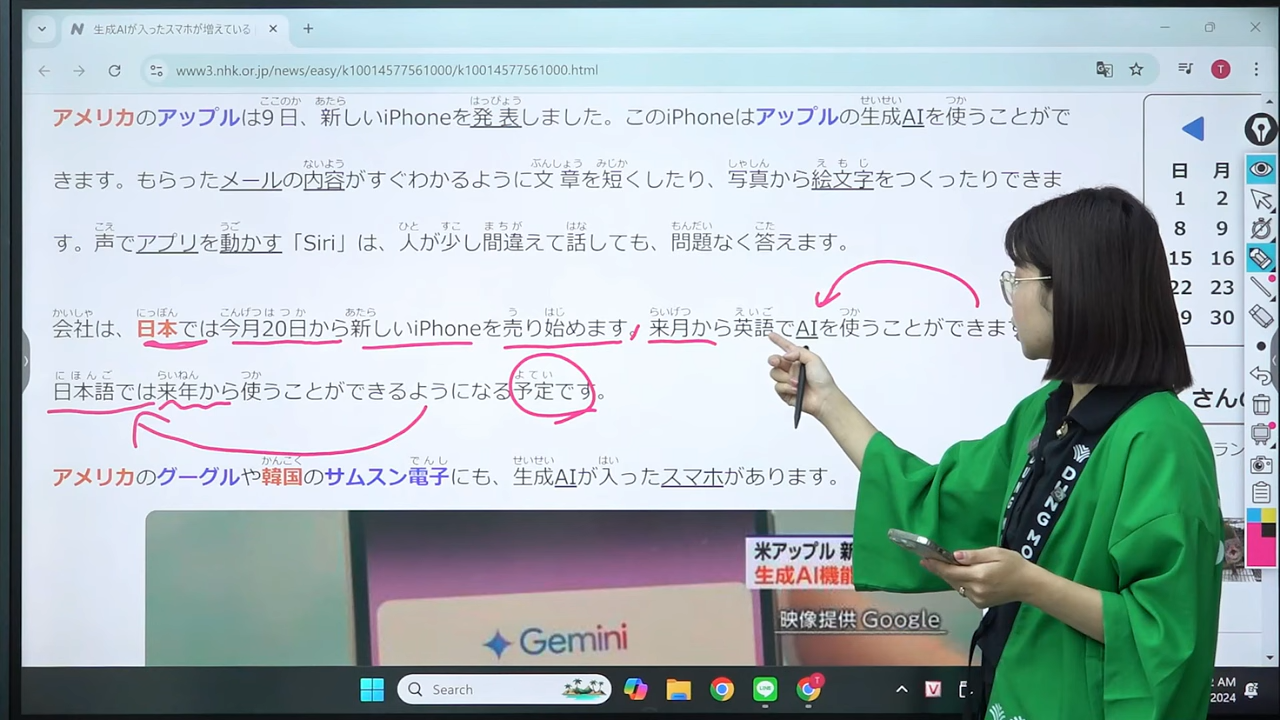 生成AIが入ったスマホが増えている
www3.nhk.or.jp/news/easy/k10014577561000/k10014577561000.html
T
アメリカのアップルは9日、新しいiPhoneを発表しました。このiPhoneはアップルの生成AIを使うことがで
きます。もらったメールの内容がすぐわかるように文章を短くしたり、写真から絵文字をつくったりできま
す。声でアプリを動かす「Siri」は、人が少し間違えて話しても、問題なく答えます。
会社は、日本では今月20日から新しいiPhoneを売り始めます。来月から英語でAIを使うことができます
日本語では来年から使うことができるようになる予定です。
アメリカのグーグルや韓国のサムスン電子にも、生成AIが入ったスマホがあります。
日 月
1 2
8 9
15 16
22 23
29 30
さんの
ラン
米アップル 新
生成AI機能
映像提供 Google
Gemini
DUNG MO
Search
LINE
T
V
2 AM
2024